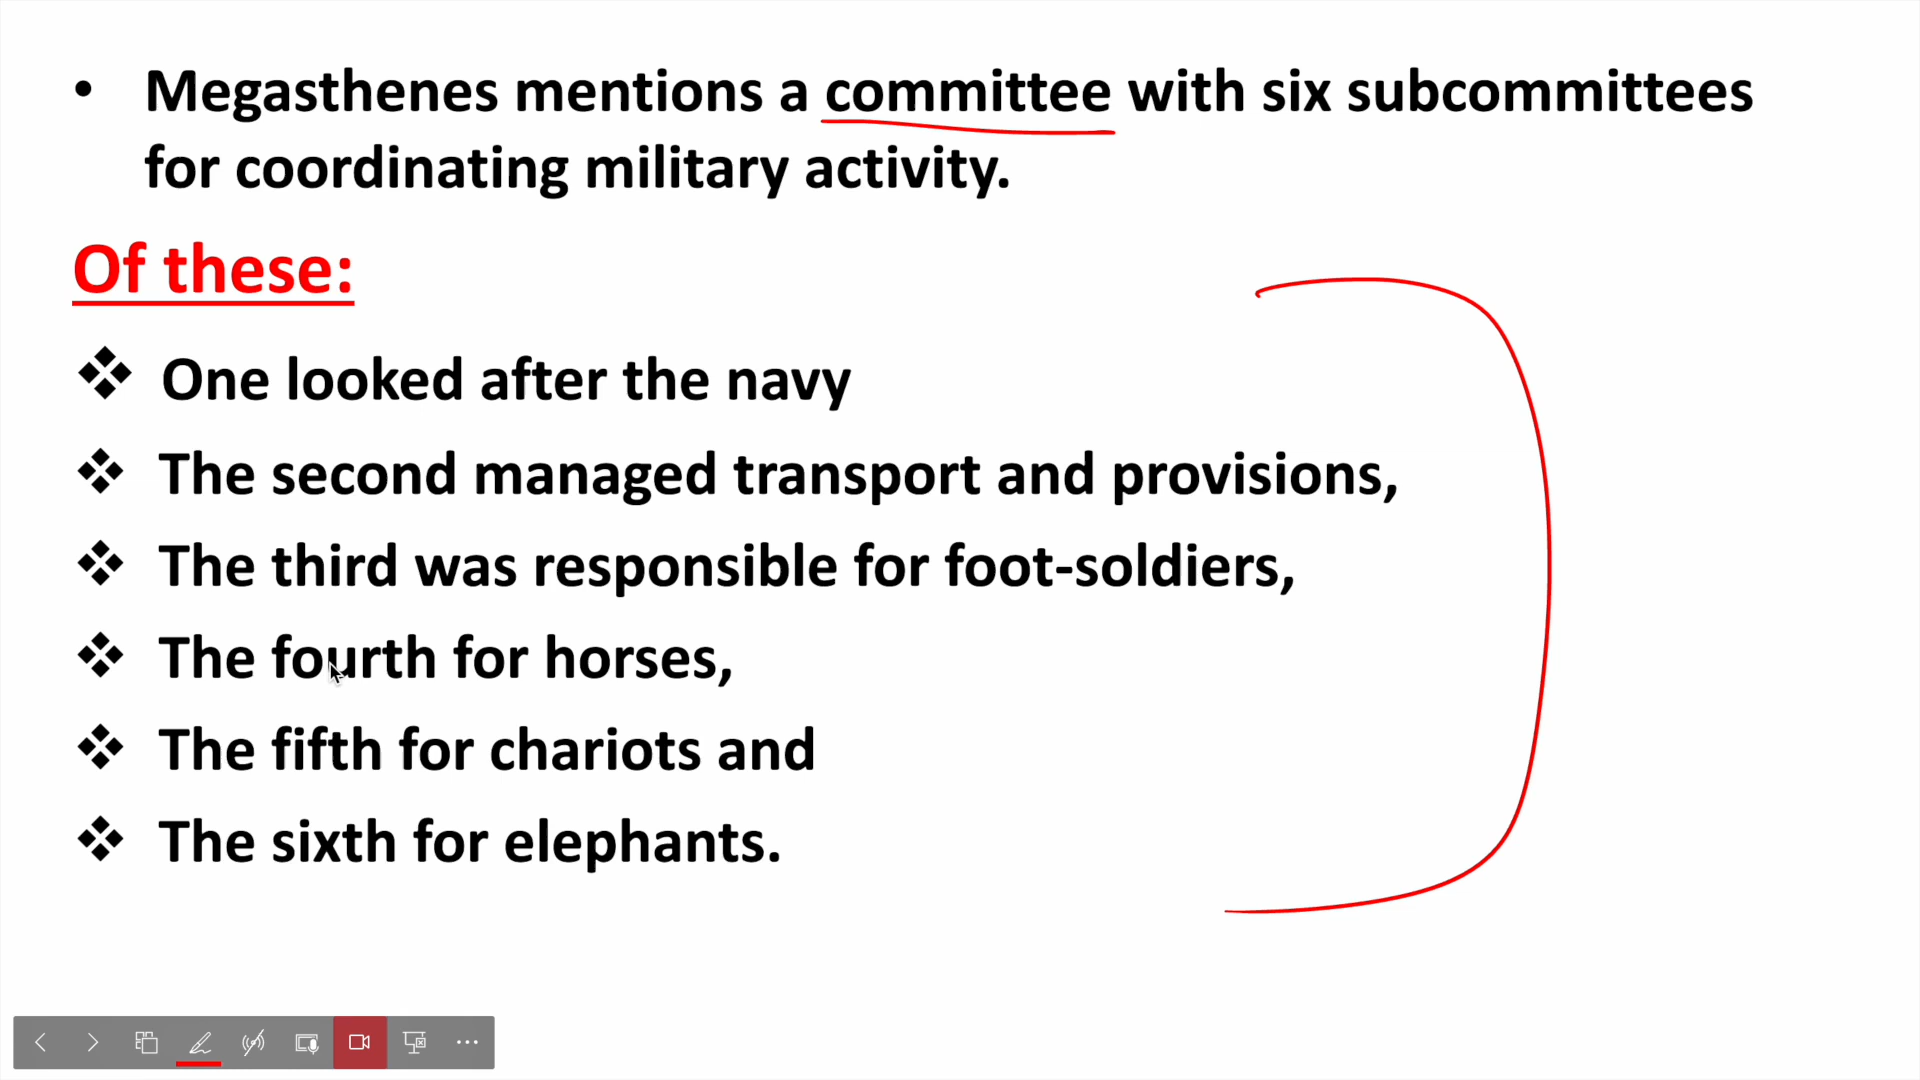 • Megasthenes mentions a committee with six subcommittees
for coordinating military activity.
Of these:
❖ One looked after the navy
❖ The second managed transport and provisions,
❖ The third was responsible for foot-soldiers,
❖ The fourth for horses,
❖ The fifth for chariots and
❖ The sixth for elephants.